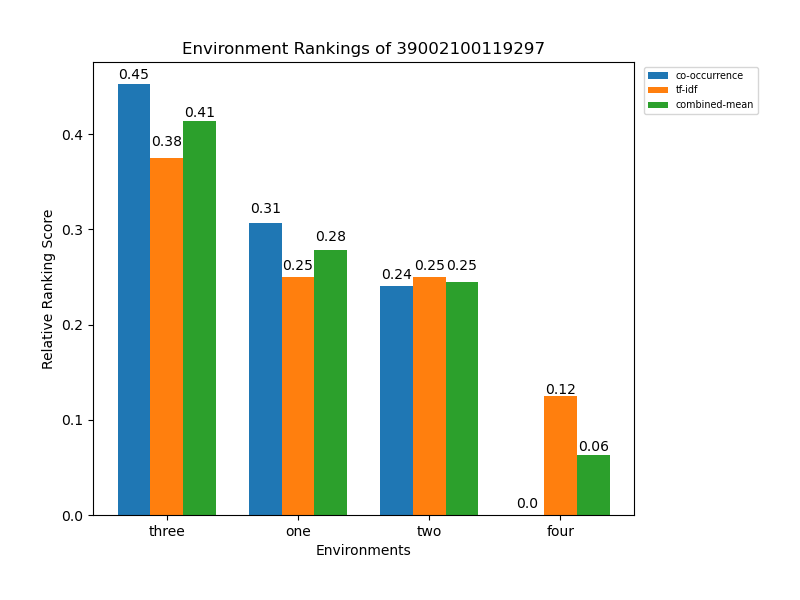 Environment Rankings of 39002100119297
co-occurrence
tf-idf
combined-mean
Relative Ranking Score
0.4
0.3
0.2
0.1
0.0
0.45
0.38
0.41
0.31
0.25
0.28
0.24
0.25
0.25
0.0
0.12
0.06
three
one
two
four
Environments